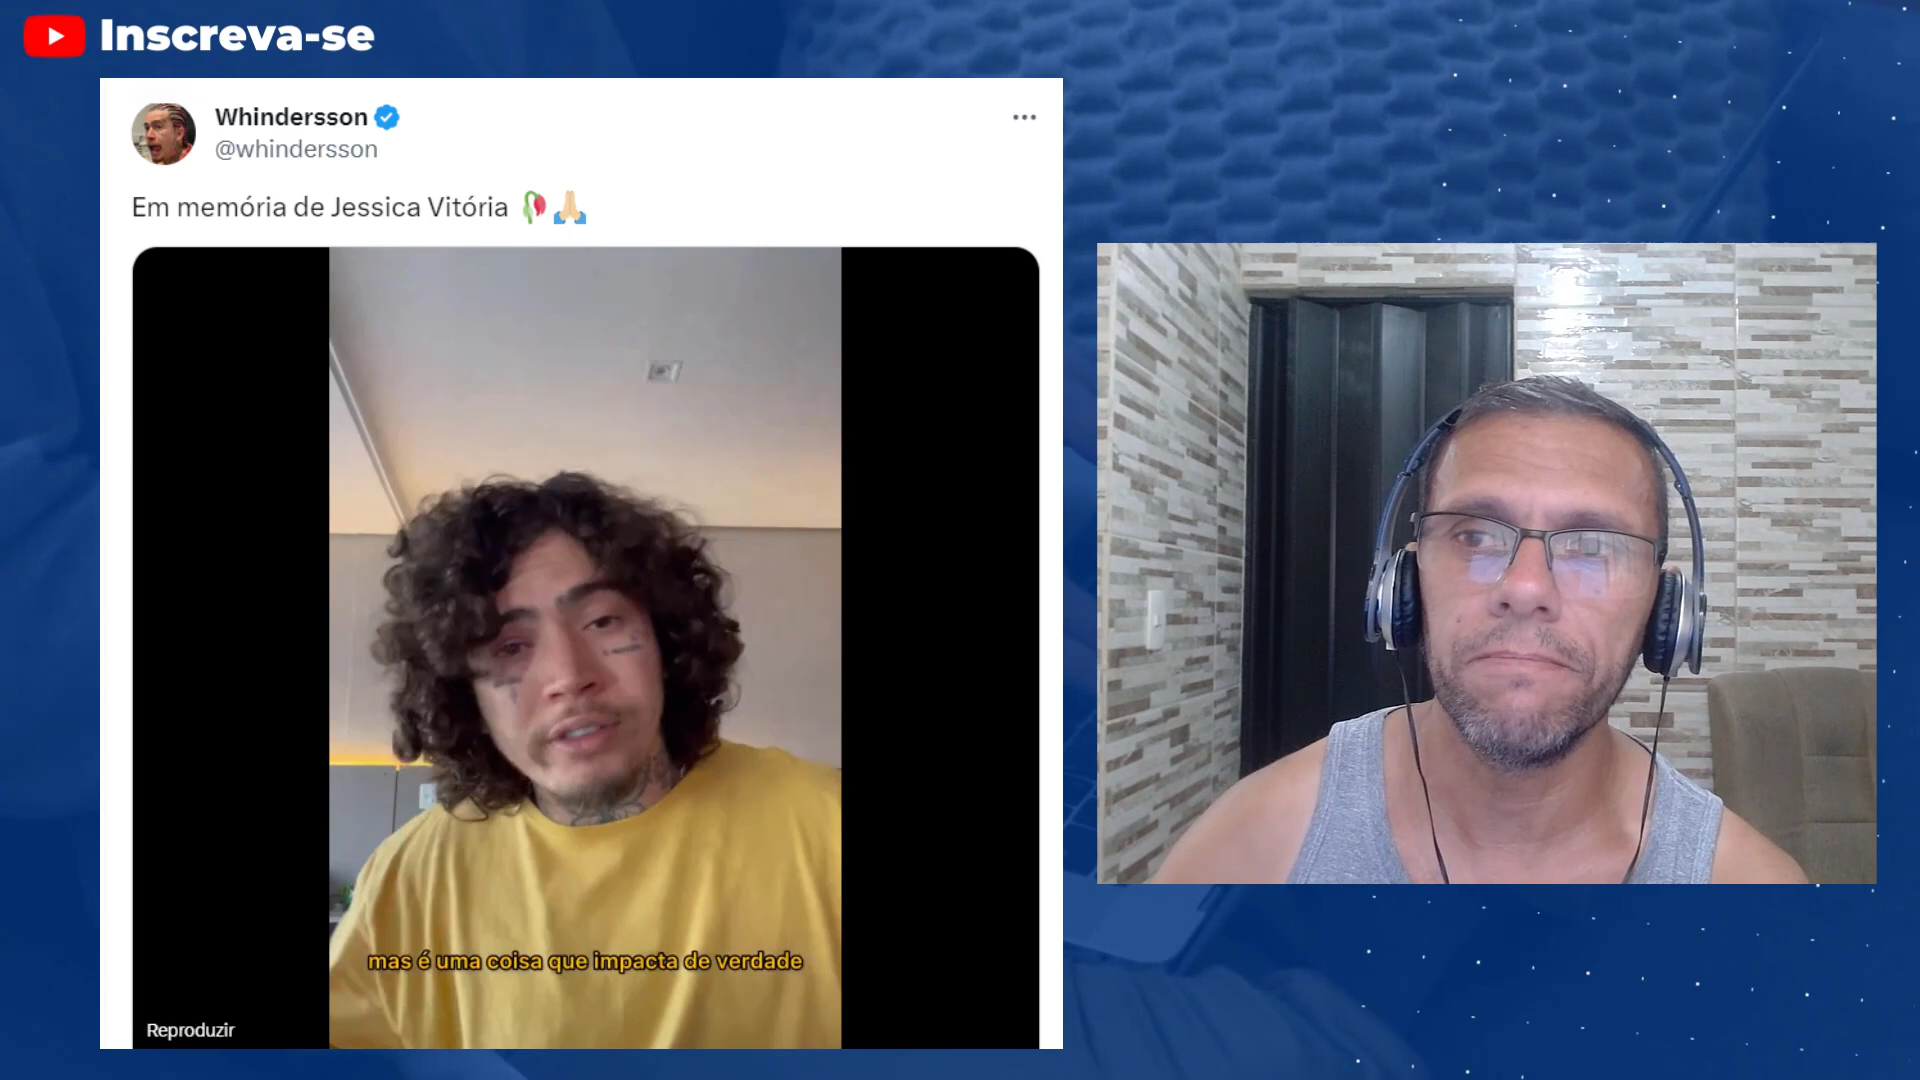 Inscreva-se
Whindersson
@whindersson
Em memória de Jessica Vitória
mas é uma coisa que impacta de verdade
Reproduzir